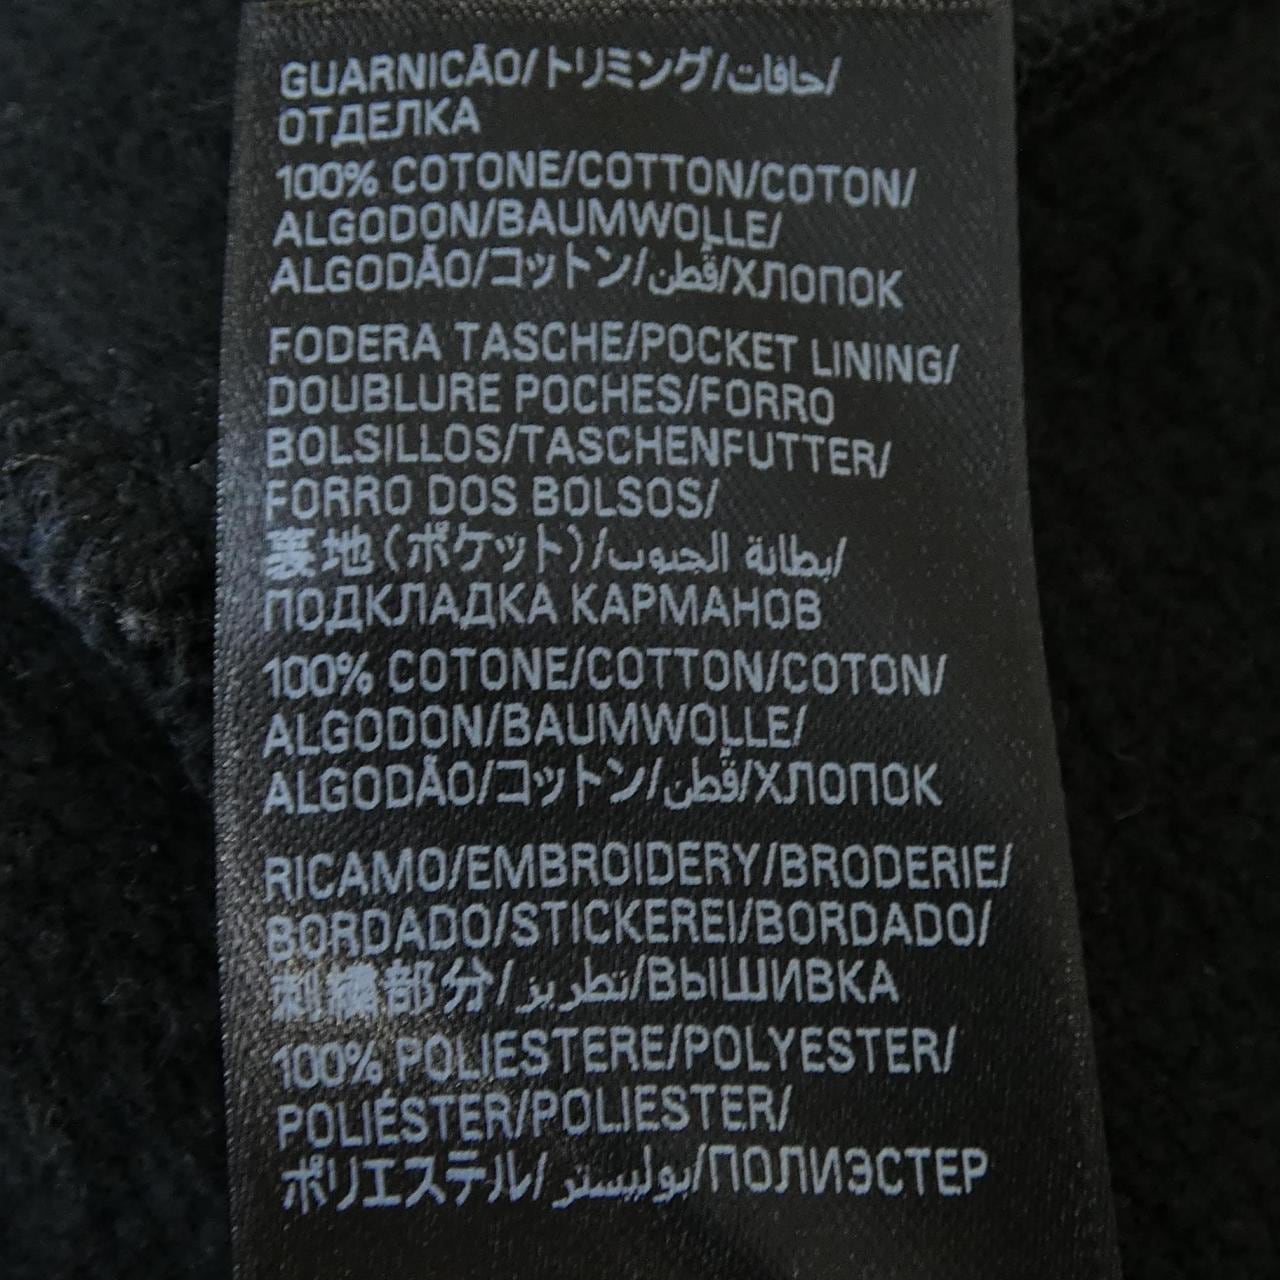 GUARNICÃO/トリミング/حافات/
ОТДЕЛКА
100% COTONE/COTTON/COTON/
ALGODON/BAUMWOLLE/
ALGODÃO/コットン/قطن/ХЛОПОК
FODERA TASCHE/POCKET LINING/
DOUBLURE POCHES/FORRO
BOLSILLOS/TASCHENFUTTER/
FORRO DOS BOLSOS/
裏地(ポケット)/بطانة الجيوب/
ПОДКЛАДКА КАРМАНОВ
100% COTONE/COTTON/COTON/
ALGODON/BAUMWOLLE/
ALGODÃO/コットン/قطن/ХЛОПОК
RICAMO/EMBROIDERY/BRODERIE/
BORDADO/STICKEREI/BORDADO/
刺繍部分/تطريز/ВЫШИВКА
100% POLIESTERE/POLYESTER/
POLIÉSTER/POLIESTER/
ポリエステル/بوليستر/ПОЛИЭСТЕР